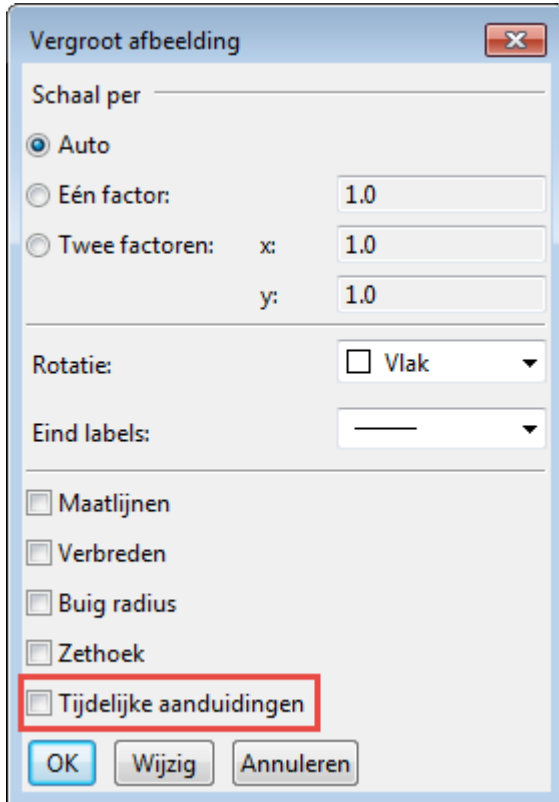 Vergroot afbeelding
Schaal per
Auto
Eén factor: 1.0
Twee factoren: x: 1.0
y: 1.0
Rotatie: Vlak
Eind labels:
Maatlijnen
Verbreden
Buig radius
Zethoek
Tijdelijke aanduidingen
OK Wijzig Annuleren